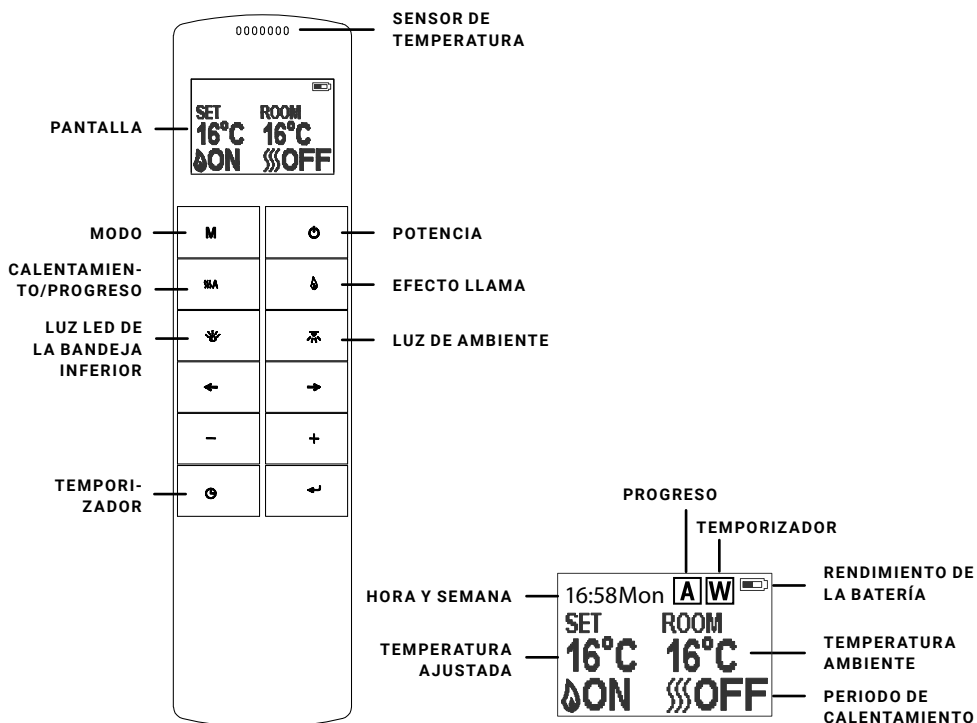 SENSOR DE
TEMPERATURA
SET ROOM
16°C 16°C
ON OFF
PANTALLA
MODO
M
POTENCIA
CALENTAMIEN-
TO/PROGRESO
A
EFECTO LLAMA
LUZ LED DE
LA BANDEJA
INFERIOR
LUZ DE AMBIENTE
- +
TEMPORI-
ZADOR
PROGRESO
TEMPORIZADOR
HORA Y SEMANA
16:58Mon A W
RENDIMIENTO DE
LA BATERÍA
SET ROOM
16°C 16°C
ON OFF
TEMPERATURA
AJUSTADA
TEMPERATURA
AMBIENTE
PERIODO DE
CALENTAMIENTO